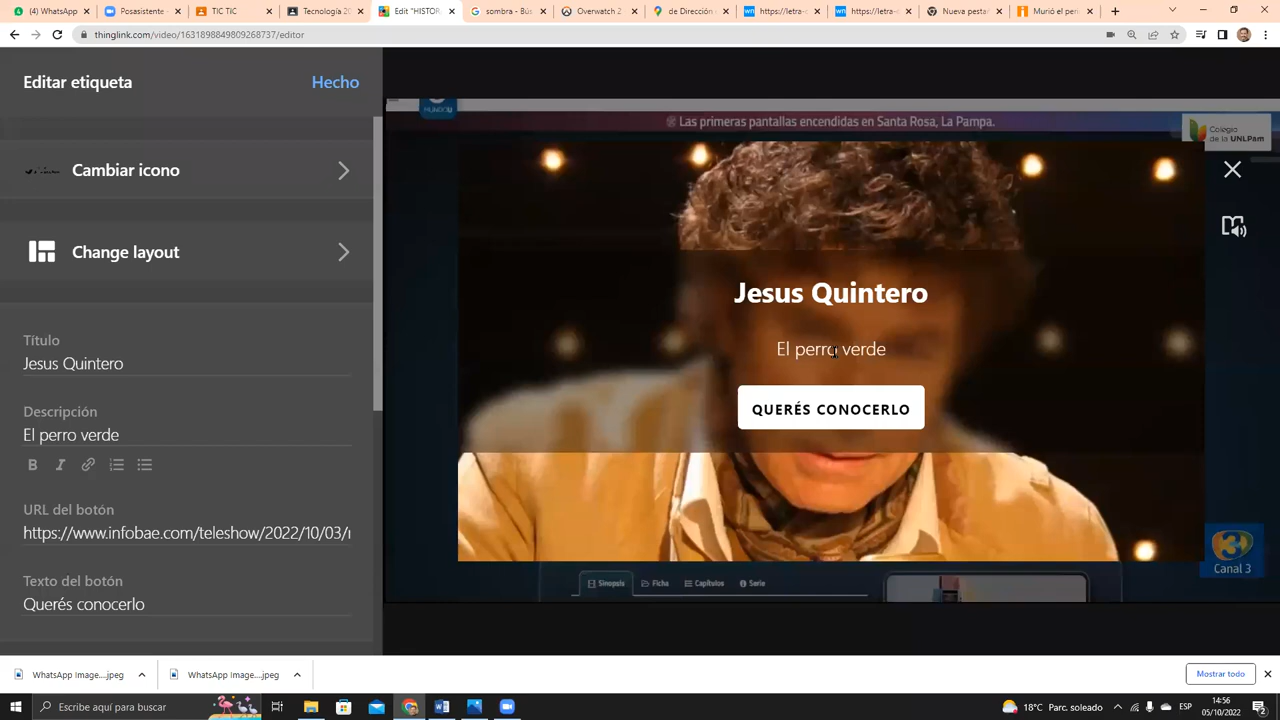 (4) WhatsApp
Posasistente
TIC TIC
Tecnología 20
Edit "HISTOR
sombra - Bús
Overwatch 2
de Dirección
https://letra-
https://letra-
Nueva pestañ
Murió el per
thinglink.com/video/1631898849809268737/editor
Editar etiqueta
Hecho
Cambiar icono
Change layout
Título
Jesus Quintero
Descripción
El perro verde
B I
URL del botón
https://www.infobae.com/teleshow/2022/10/03/
Texto del botón
Querés conocerlo
MUNDO
Las primeras pantallas encendidas en Santa Rosa, La Pampa.
Colegio
de la UNLPam
Jesus Quintero
El perro verde
QUERÉS CONOCERLO
3
Canal 3
Sinopsis
Ficha
Capítulos
Serie
WhatsApp Image....jpeg
WhatsApp Image....jpeg
Mostrar todo
Escribe aquí para buscar
18°C Parc. soleado
ESP
14:56
05/10/2022
2